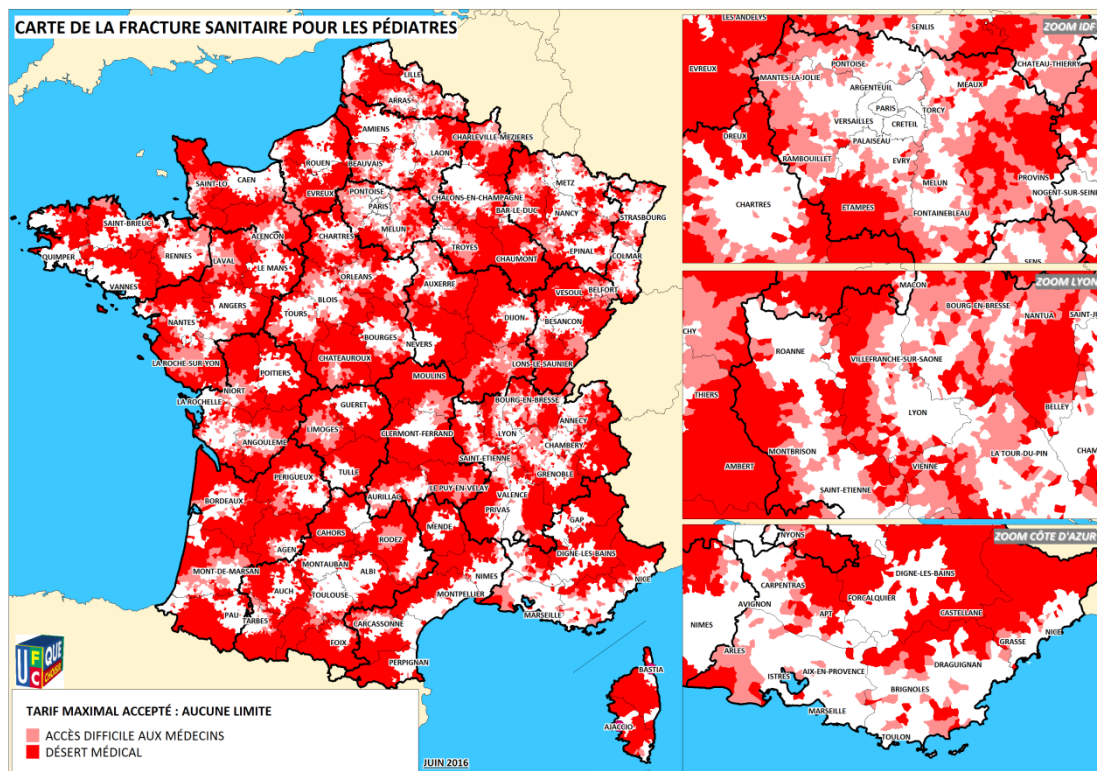 CARTE DE LA FRACTURE SANITAIRE POUR LES PÉDIATRES
LILLE
ARRAS
AMIENS
CHARLEVILLE-MEZIERES
ROUEN
BEAUVAIS
LAON
SAINT-LO
CAEN
EVREUX
PONTOISE
PARIS
MELUN
CHALONS-EN-CHAMPAGNE
METZ
BAR-LE-DUC
NANCY
STRASBOURG
SAINT-BRIEUC
ALENCON
CHARTRES
TROYES
EPINAL
COLMAR
QUIMPER
RENNES
LAVAL
LE MANS
CHAUMONT
VANNES
ORLEANS
AUXERRE
VESOUL
BELFORT
ANGERS
BLOIS
TOURS
DIJON
BESANCON
NANTES
BOURGES
NEVERS
LA ROCHE-SUR-YON
CHATEAUROUX
LONS-LE-SAUNIER
POITIERS
MOULINS
NIORT
LA ROCHELLE
GUERET
BOURG-EN-BRESSE
ANNECY
LIMOGES
CLERMONT-FERRAND
LYON
CHAMBERY
ANGOULEME
SAINT-ETIENNE
TULLE
GRENOBLE
PERIGUEUX
LE PUY-EN-VELAY
BORDEAUX
AURILLAC
VALENCE
PRIVAS
CAHORS
MENDE
GAP
AGEN
RODEZ
DIGNE-LES-BAINS
MONTAUBAN
MONT-DE-MARSAN
ALBI
NIMES
NICE
AUCH
TOULOUSE
MONTPELLIER
PAU
TARBES
MARSEILLE
CARCASSONNE
FOIX
PERPIGNAN
BASTIA
AJACCIO
UFC
QUE
CHOISIR
TARIF MAXIMAL ACCEPTÉ : AUCUNE LIMITE
ACCÈS DIFFICILE AUX MÉDECINS
DÉSERT MÉDICAL
JUIN 2016
LES ANDELYS
SENLIS
ZOOM IDF
EVREUX
PONTOISE
CHATEAU-THIERRY
MANTES-LA-JOLIE
MEAUX
ARGENTEUIL
PARIS
TORCY
VERSAILLES
CRETEIL
DREUX
PALAISEAU
RAMBOUILLET
EVRY
PROVINS
MELUN
NOGENT-SUR-SEINE
CHARTRES
ETAMPES
FONTAINEBLEAU
SENS
MACON
ZOOM LYON
BOURG-EN-BRESSE
NANTUA
SAINT-J
CHY
ROANNE
VILLEFRANCHE-SUR-SAONE
THIERS
LYON
BELLEY
MONTBRISON
LA TOUR-DU-PIN
CHAM
AMBERT
VIENNE
SAINT-ETIENNE
NYONS
ZOOM CÔTE D'AZUR
DIGNE-LES-BAINS
CARPENTRAS
FORCALQUIER
AVIGNON
APT
CASTELLANE
NIMES
NICE
GRASSE
ARLES
DRAGUIGNAN
AIX-EN-PROVENCE
ISTRES
BRIGNOLES
MARSEILLE
TOULON